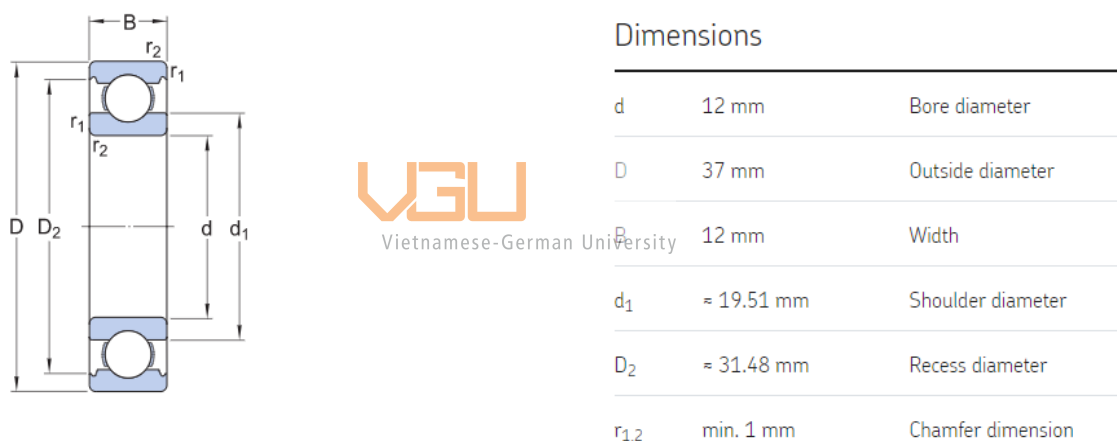 B
r2
r1
r1
r2
D D2 d d1
VGU
Vietnamese-German University
Dimensions
d 12 mm Bore diameter
D 37 mm Outside diameter
B 12 mm Width
d1 ≈ 19.51 mm Shoulder diameter
D2 ≈ 31.48 mm Recess diameter
r1,2 min. 1 mm Chamfer dimension